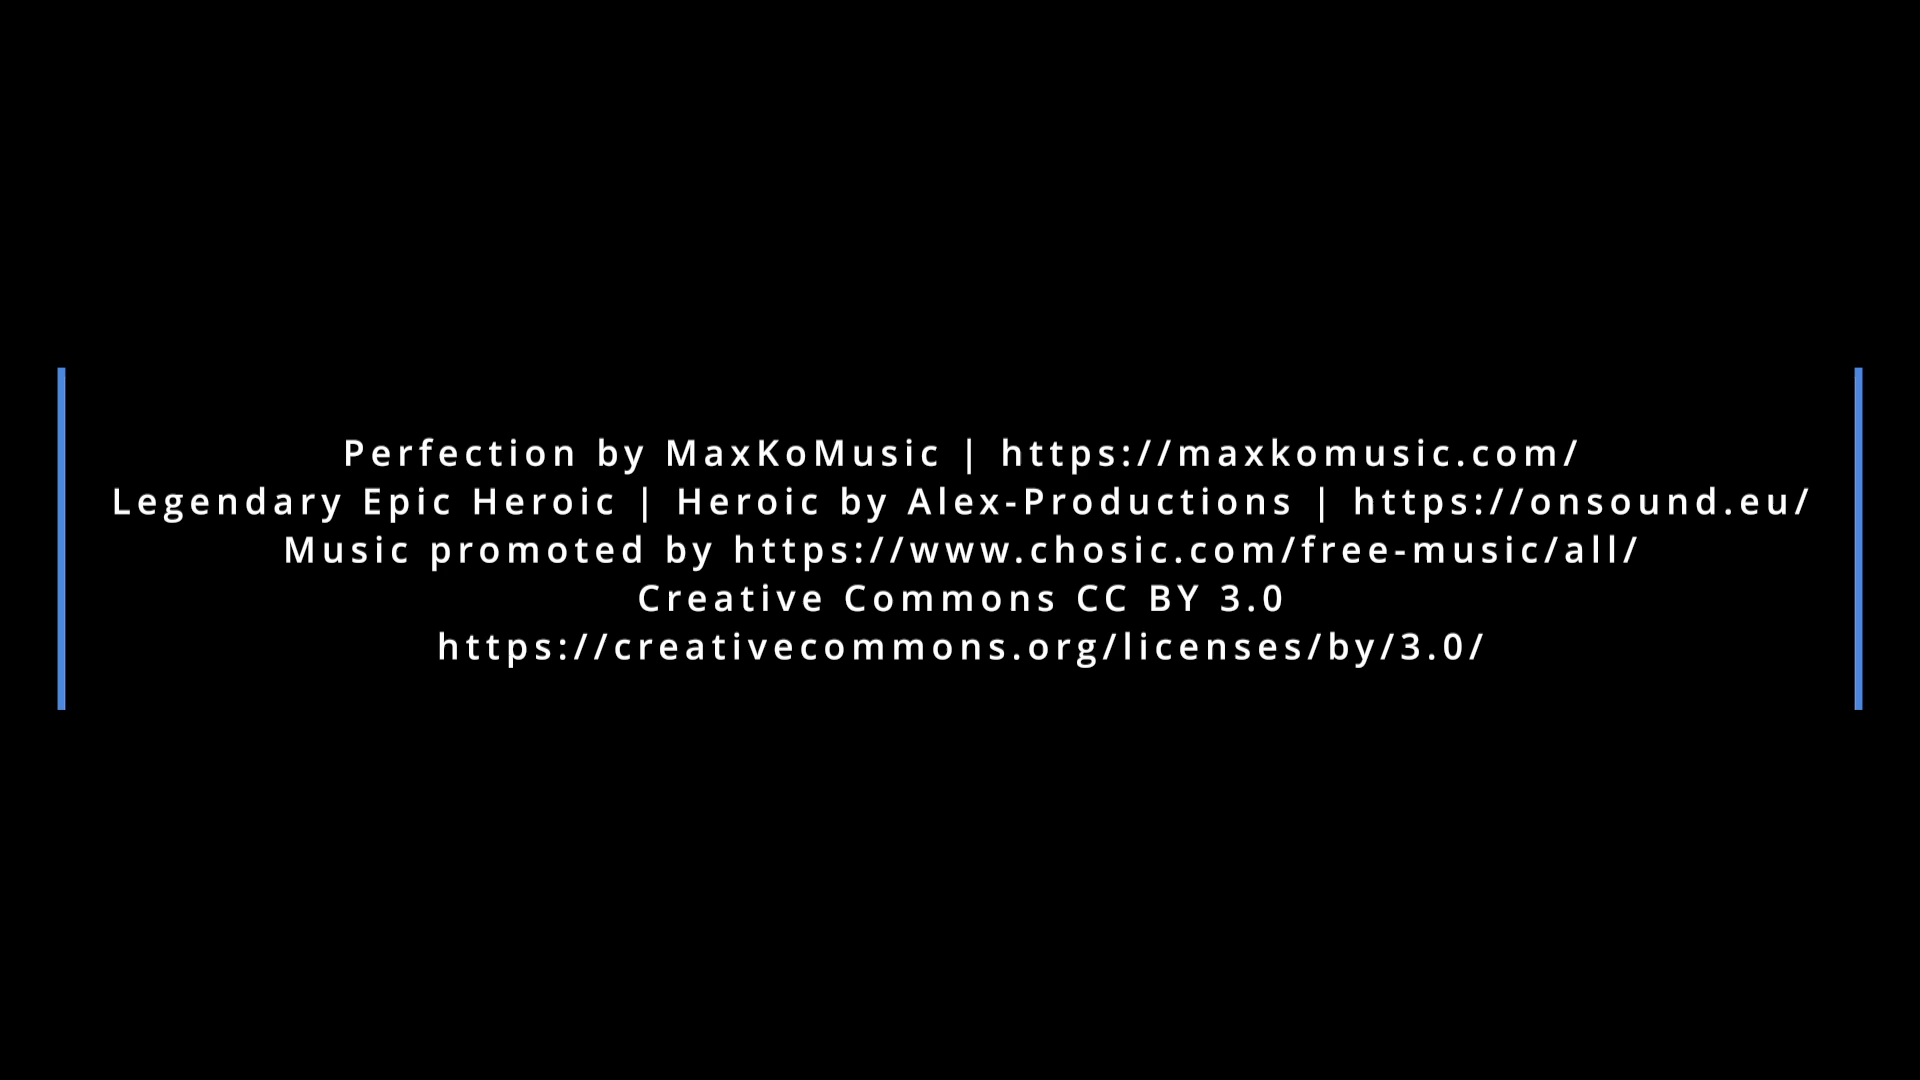 Perfection by MaxKoMusic | https://maxkomusic.com/
Legendary Epic Heroic | Heroic by Alex-Productions | https://onsound.eu/
Music promoted by https://www.chosic.com/free-music/all/
Creative Commons CC BY 3.0
https://creativecommons.org/licenses/by/3.0/